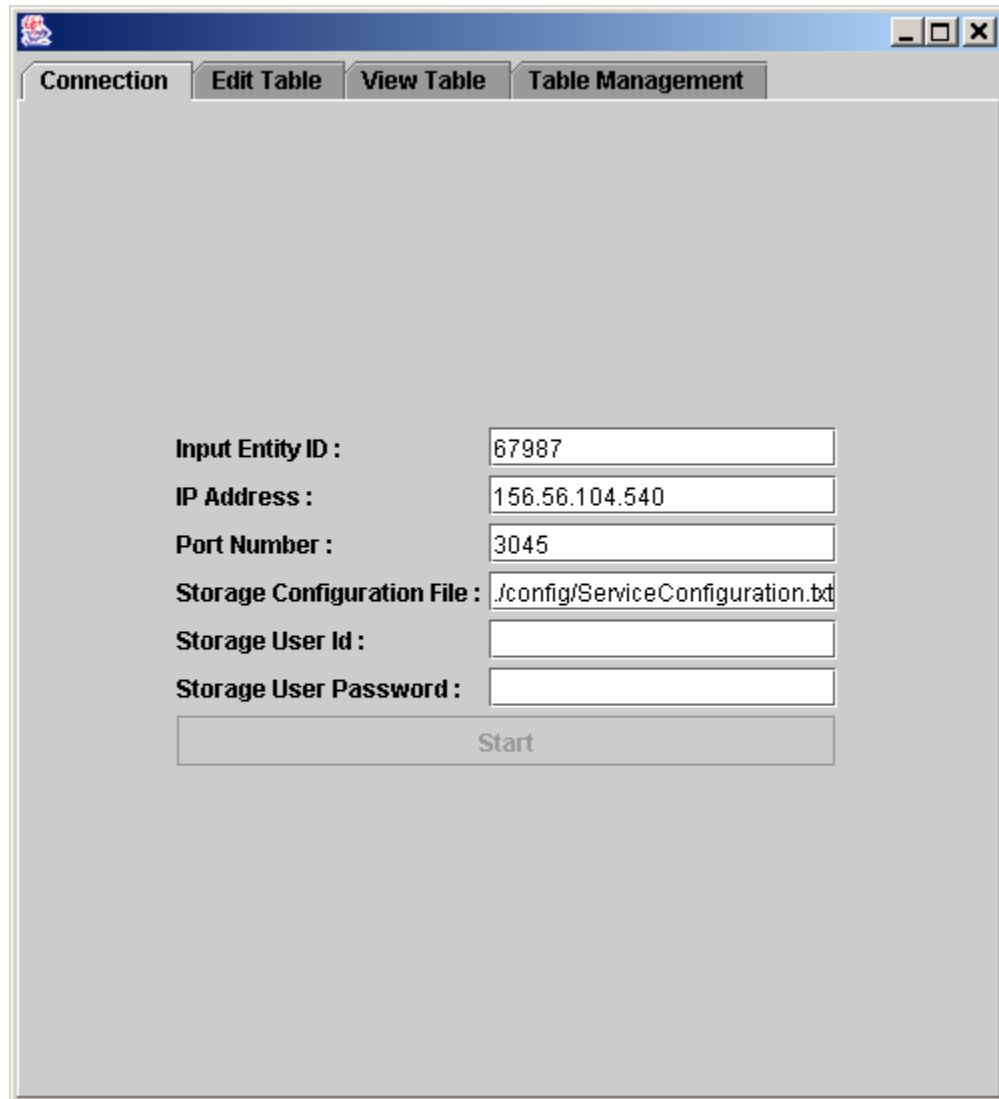 Connection Edit Table View Table Table Management
Input Entity ID : 67987
IP Address : 156.56.104.540
Port Number : 3045
Storage Configuration File : ./config/ServiceConfiguration.txt
Storage User Id :
Storage User Password :
Start